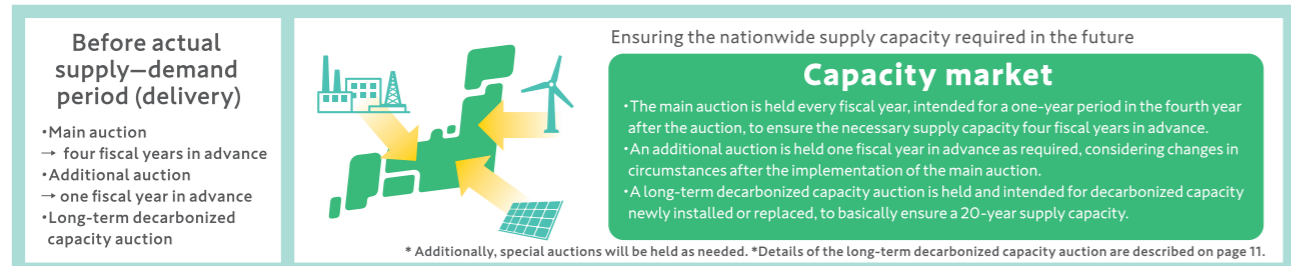 Before actual
supply–demand
period (delivery)
•Main auction
→ four fiscal years in advance
•Additional auction
→ one fiscal year in advance
•Long-term decarbonized
capacity auction
Ensuring the nationwide supply capacity required in the future
Capacity market
•The main auction is held every fiscal year, intended for a one-year period in the fourth year
after the auction, to ensure the necessary supply capacity four fiscal years in advance.
•An additional auction is held one fiscal year in advance as required, considering changes in
circumstances after the implementation of the main auction.
•A long-term decarbonized capacity auction is held and intended for decarbonized capacity
newly installed or replaced, to basically ensure a 20-year supply capacity.
* Additionally, special auctions will be held as needed. *Details of the long-term decarbonized capacity auction are described on page 11.